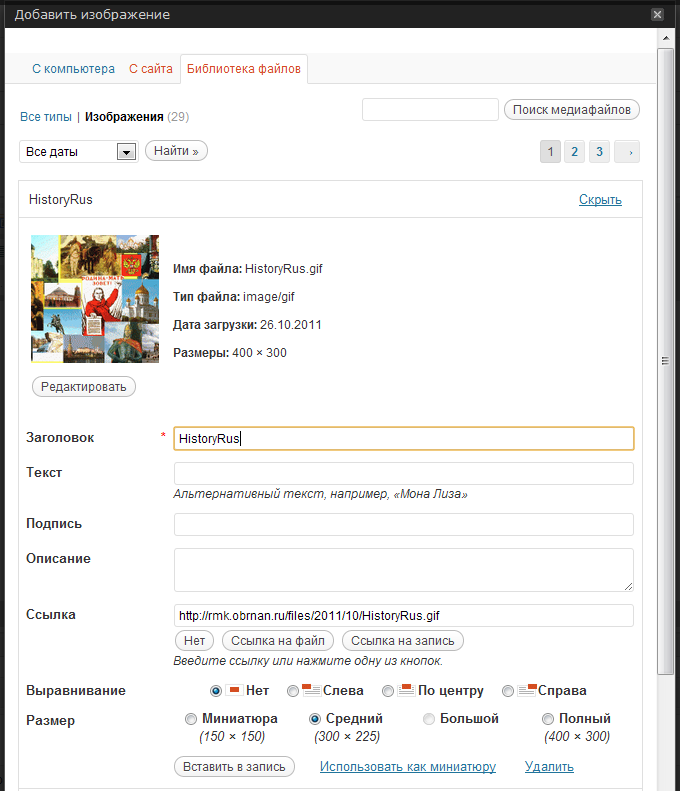 Добавить изображение
С компьютера С сайта Библиотека файлов
Все типы | Изображения (29) Поиск медиафайлов
Все даты Найти » 1 2 3 ›
HistoryRus Скрыть
РОДИНА-МАТЬ
ЗОВЕТ!
Имя файла: HistoryRus.gif
Тип файла: image/gif
Дата загрузки: 26.10.2011
Размеры: 400 × 300
Редактировать
Заголовок * HistoryRus
Текст
Альтернативный текст, например, «Мона Лиза»
Подпись
Описание
Ссылка http://rmk.obrnan.ru/files/2011/10/HistoryRus.gif
Нет Ссылка на файл Ссылка на запись
Введите ссылку или нажмите одну из кнопок.
Выравнивание Нет Слева По центру Справа
Размер Миниатюра Средний Большой Полный
(150 × 150) (300 × 225) (400 × 300)
Вставить в запись Использовать как миниатюру Удалить